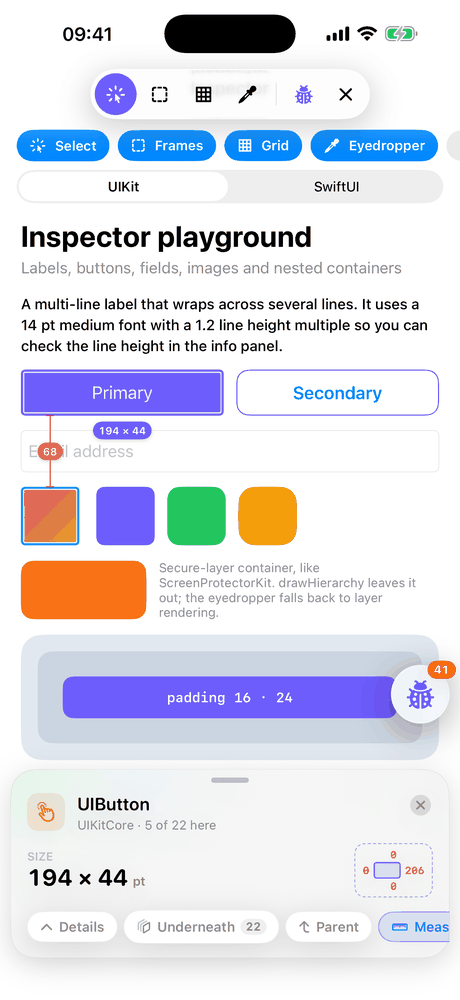 09:41
Select
Frames
Grid
Eyedropper
UIKit
SwiftUI
Inspector playground
Labels, buttons, fields, images and nested containers
A multi-line label that wraps across several lines. It uses a
14 pt medium font with a 1.2 line height multiple so you can
check the line height in the info panel.
Primary
Secondary
194 × 44
68
address
Secure-layer container, like
ScreenProtectorKit. drawHierarchy leaves it
out; the eyedropper falls back to layer
rendering.
padding 16 · 24
41
UIButton
UIKitCore · 5 of 22 here
SIZE
194 × 44 pt
0
0
206
0
Details
Underneath 22
Parent
Meas